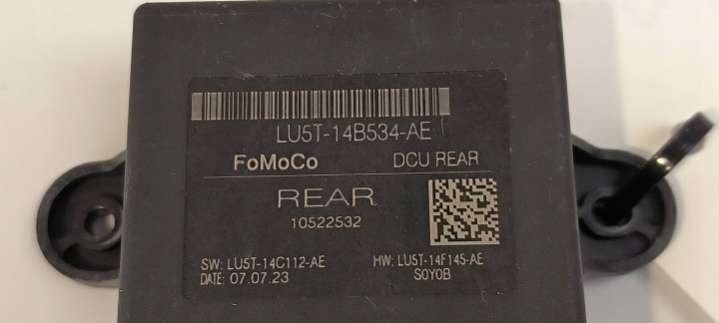 LU5T-14B534-AE
FoMoCo DCU REAR
REAR
10522532
SW: LU5T-14C112-AE HW: LU5T-14F145-AE
DATE: 07.07.23 S0Y0B